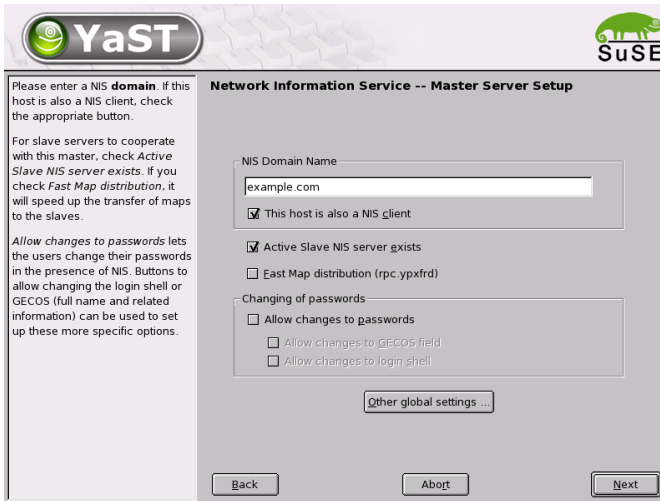 YaST
SuSE
Please enter a NIS domain. If this
host is also a NIS client, check
the appropriate button.
For slave servers to cooperate
with this master, check Active
Slave NIS server exists. If you
check Fast Map distribution, it
will speed up the transfer of maps
to the slaves.
Allow changes to passwords lets
the users change their passwords
in the presence of NIS. Buttons to
allow changing the login shell or
GECOS (full name and related
information) can be used to set
up these more specific options.
Network Information Service -- Master Server Setup
NIS Domain Name
example.com
This host is also a NIS client
Active Slave NIS server exists
Fast Map distribution (rpc.ypxfrd)
Changing of passwords
Allow changes to passwords
Allow changes to GECOS field
Allow changes to login shell
Other global settings ...
Back
Abort
Next